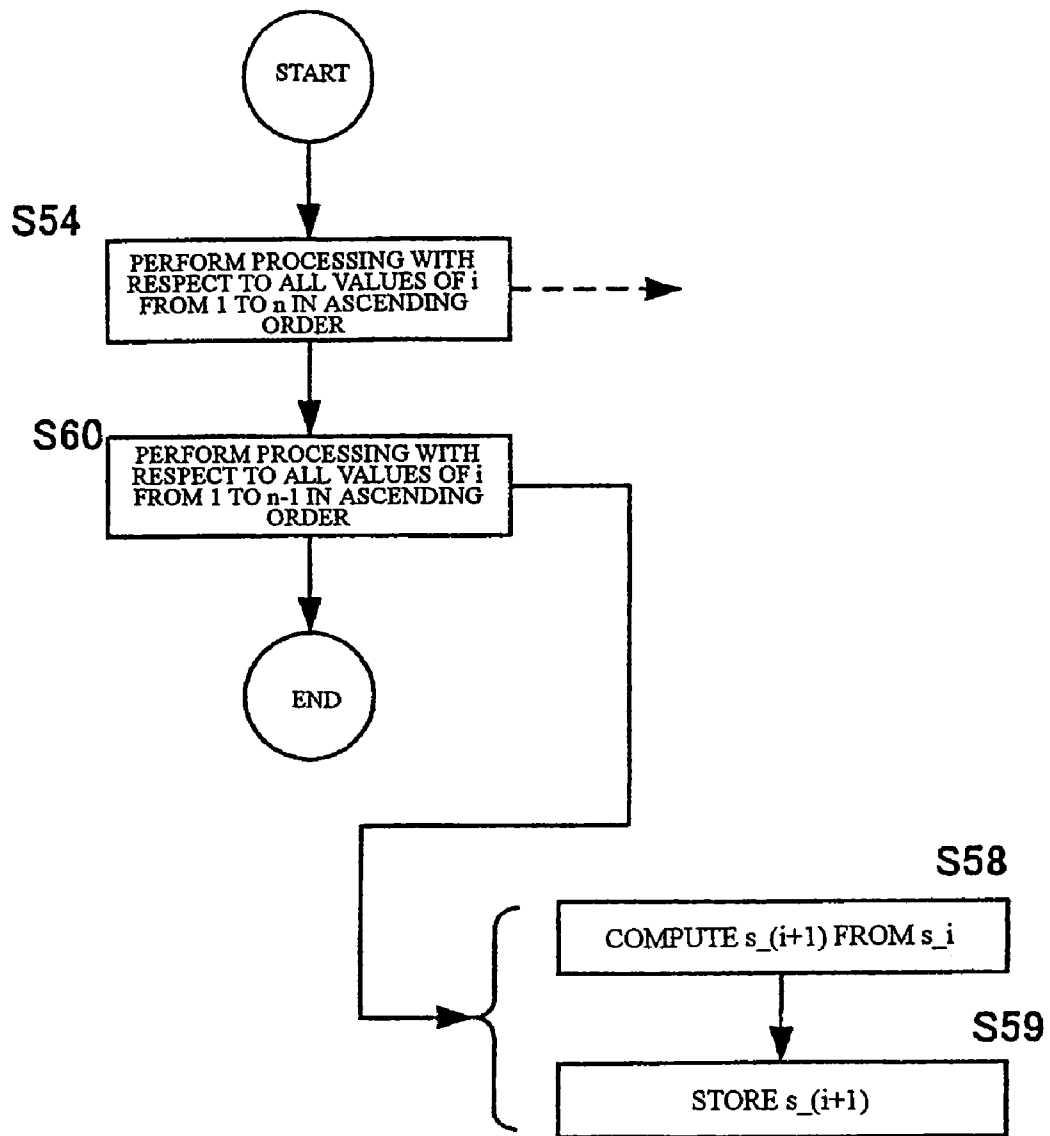 START
S54
PERFORM PROCESSING WITH
RESPECT TO ALL VALUES OF i
FROM 1 TO n IN ASCENDING
ORDER
S60
PERFORM PROCESSING WITH
RESPECT TO ALL VALUES OF i
FROM 1 TO n-1 IN ASCENDING
ORDER
END
S58
COMPUTE s_(i+1) FROM s_i
S59
STORE s_(i+1)